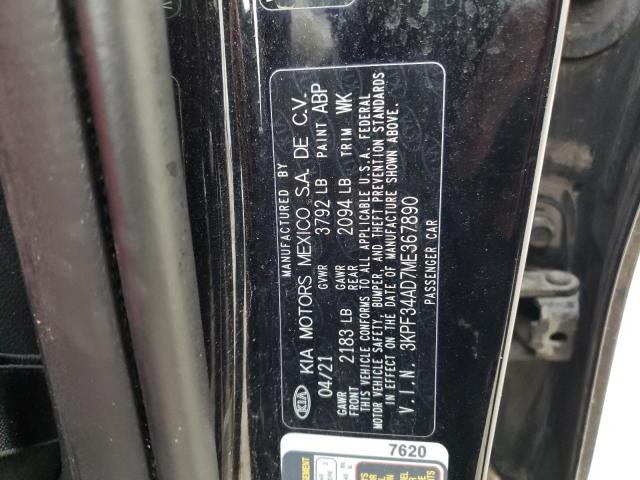 MANUFACTURED BY
KIA KIA MOTORS MEXICO S.A. DE C.V.
04/21 GVWR 3792 LB PAINT ABP
GAWR FRONT 2183 LB GAWR REAR 2094 LB TRIM WK
THIS VEHICLE CONFORMS TO ALL APPLICABLE U.S.A. FEDERAL
MOTOR VEHICLE SAFETY, BUMPER, AND THEFT PREVENTION STANDARDS
IN EFFECT ON THE DATE OF MANUFACTURE SHOWN ABOVE.
V.I.N. 3KPF34AD7ME367890
PASSENGER CAR
7620